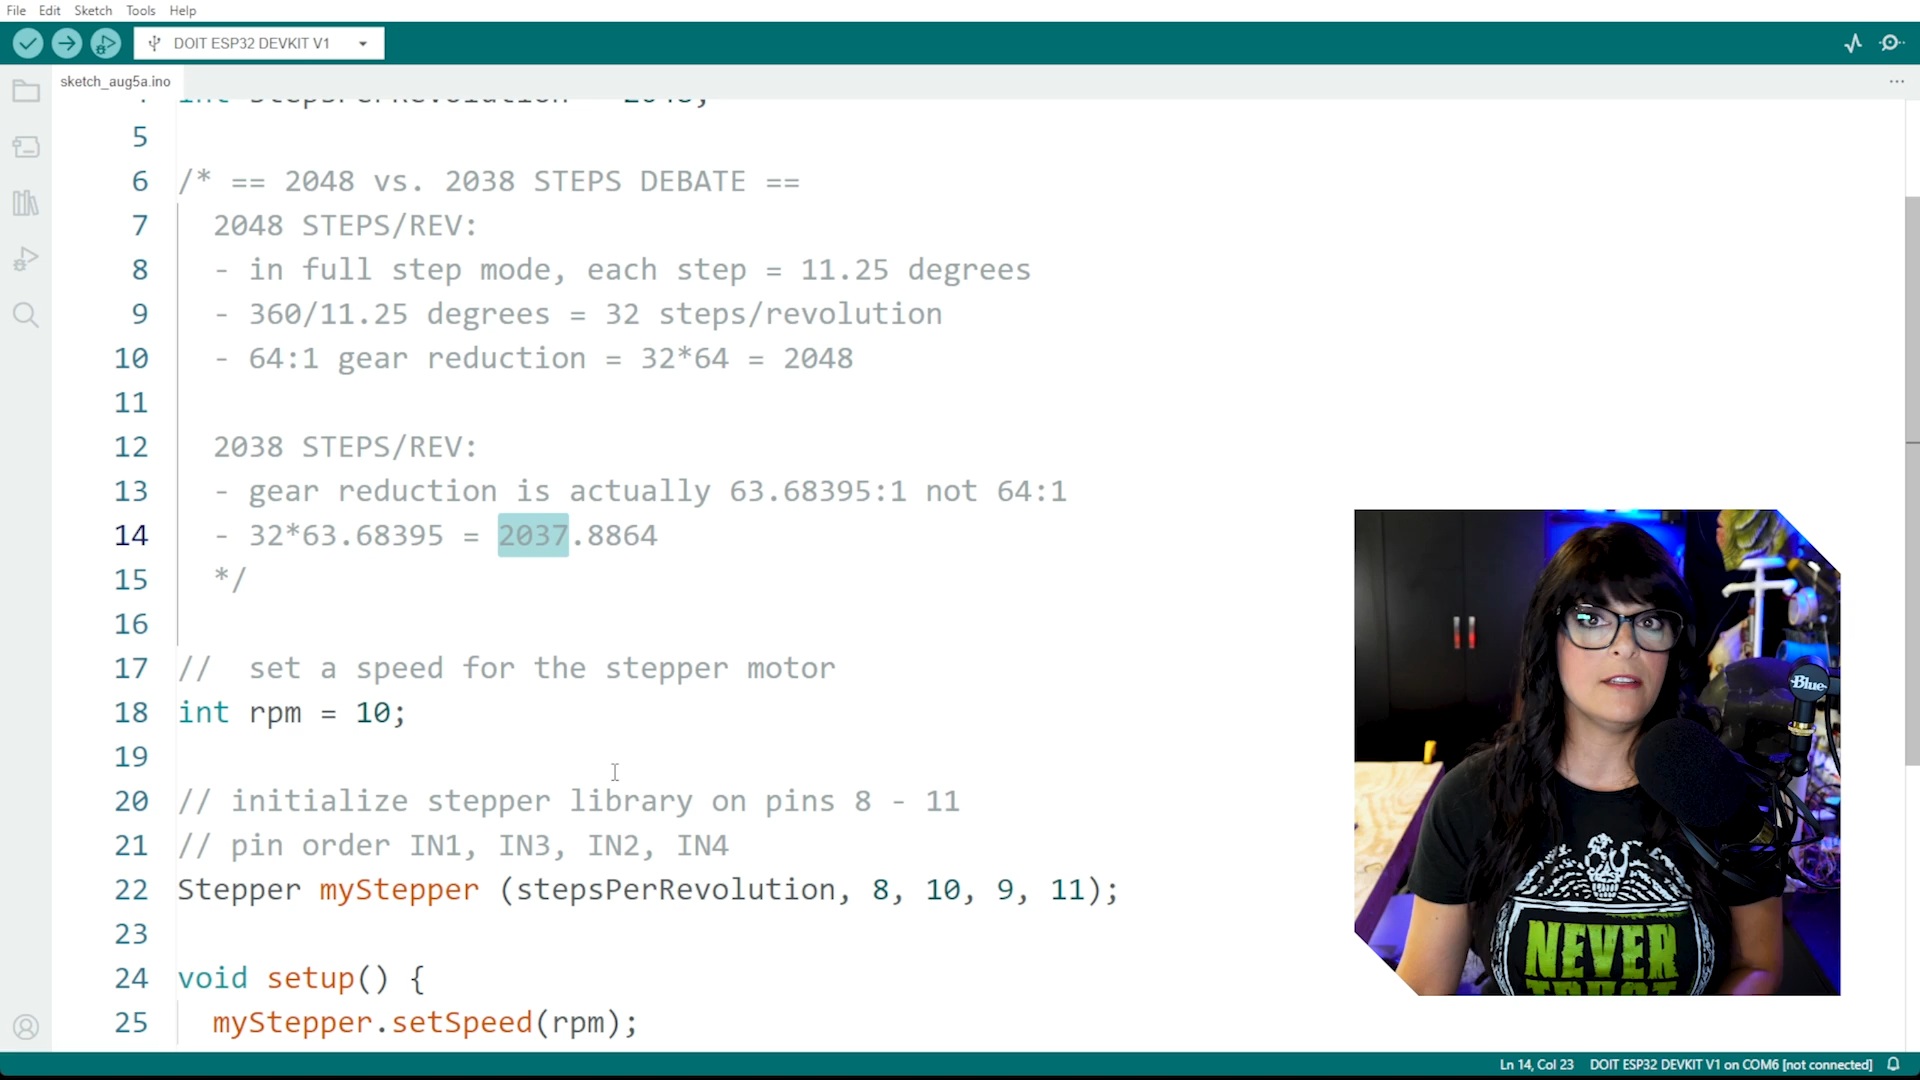 File Edit Sketch Tools Help
DOIT ESP32 DEVKIT V1
sketch_aug5a.ino
5
6 /* == 2048 vs. 2038 STEPS DEBATE ==
7 2048 STEPS/REV:
8 - in full step mode, each step = 11.25 degrees
9 - 360/11.25 degrees = 32 steps/revolution
10 - 64:1 gear reduction = 32*64 = 2048
11
12 2038 STEPS/REV:
13 - gear reduction is actually 63.68395:1 not 64:1
14 - 32*63.68395 = 2037.8864
15 */
16
17 // set a speed for the stepper motor
18 int rpm = 10;
19
20 // initialize stepper library on pins 8 - 11
21 // pin order IN1, IN3, IN2, IN4
22 Stepper myStepper (stepsPerRevolution, 8, 10, 9, 11);
23
24 void setup() {
25 myStepper.setSpeed(rpm);
Blue
NEVER
TRUST
Ln 14, Col 23 DOIT ESP32 DEVKIT V1 on COM6 [not connected]